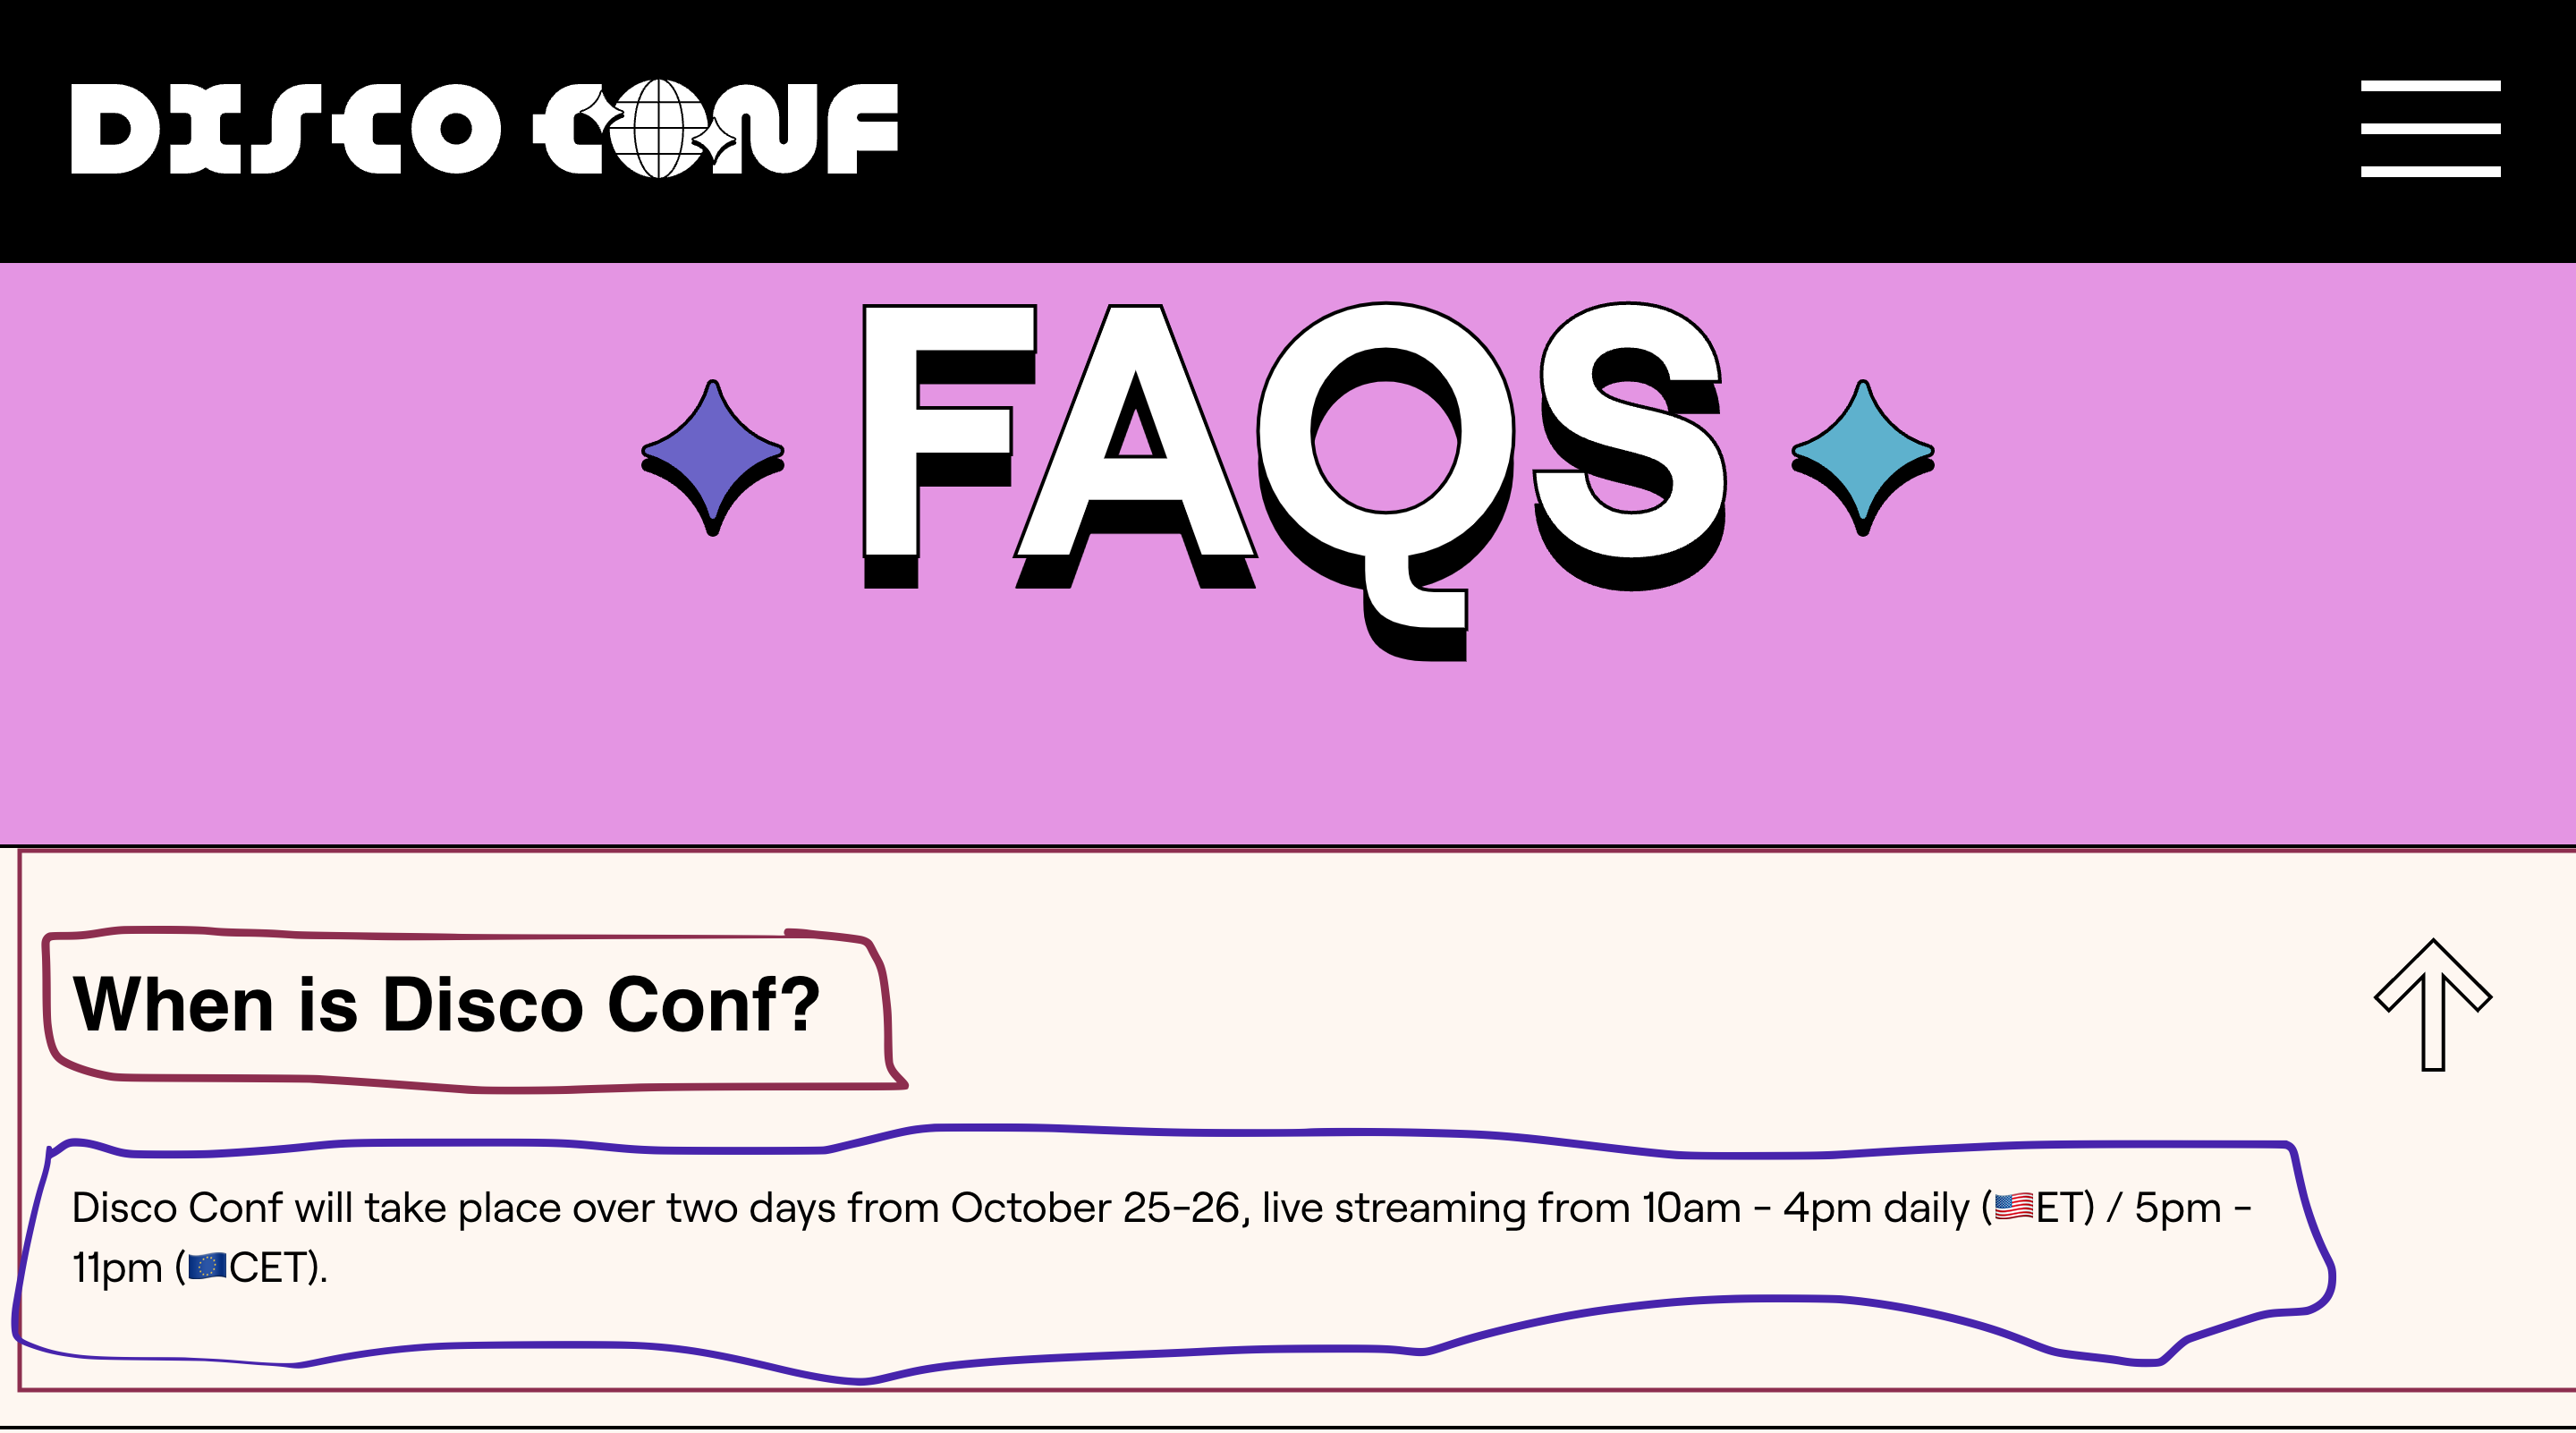 DISCO CONF
FAQS
When is Disco Conf?
Disco Conf will take place over two days from October 25-26, live streaming from 10am - 4pm daily (🇺🇸ET) / 5pm -
11pm (🇪🇺CET).